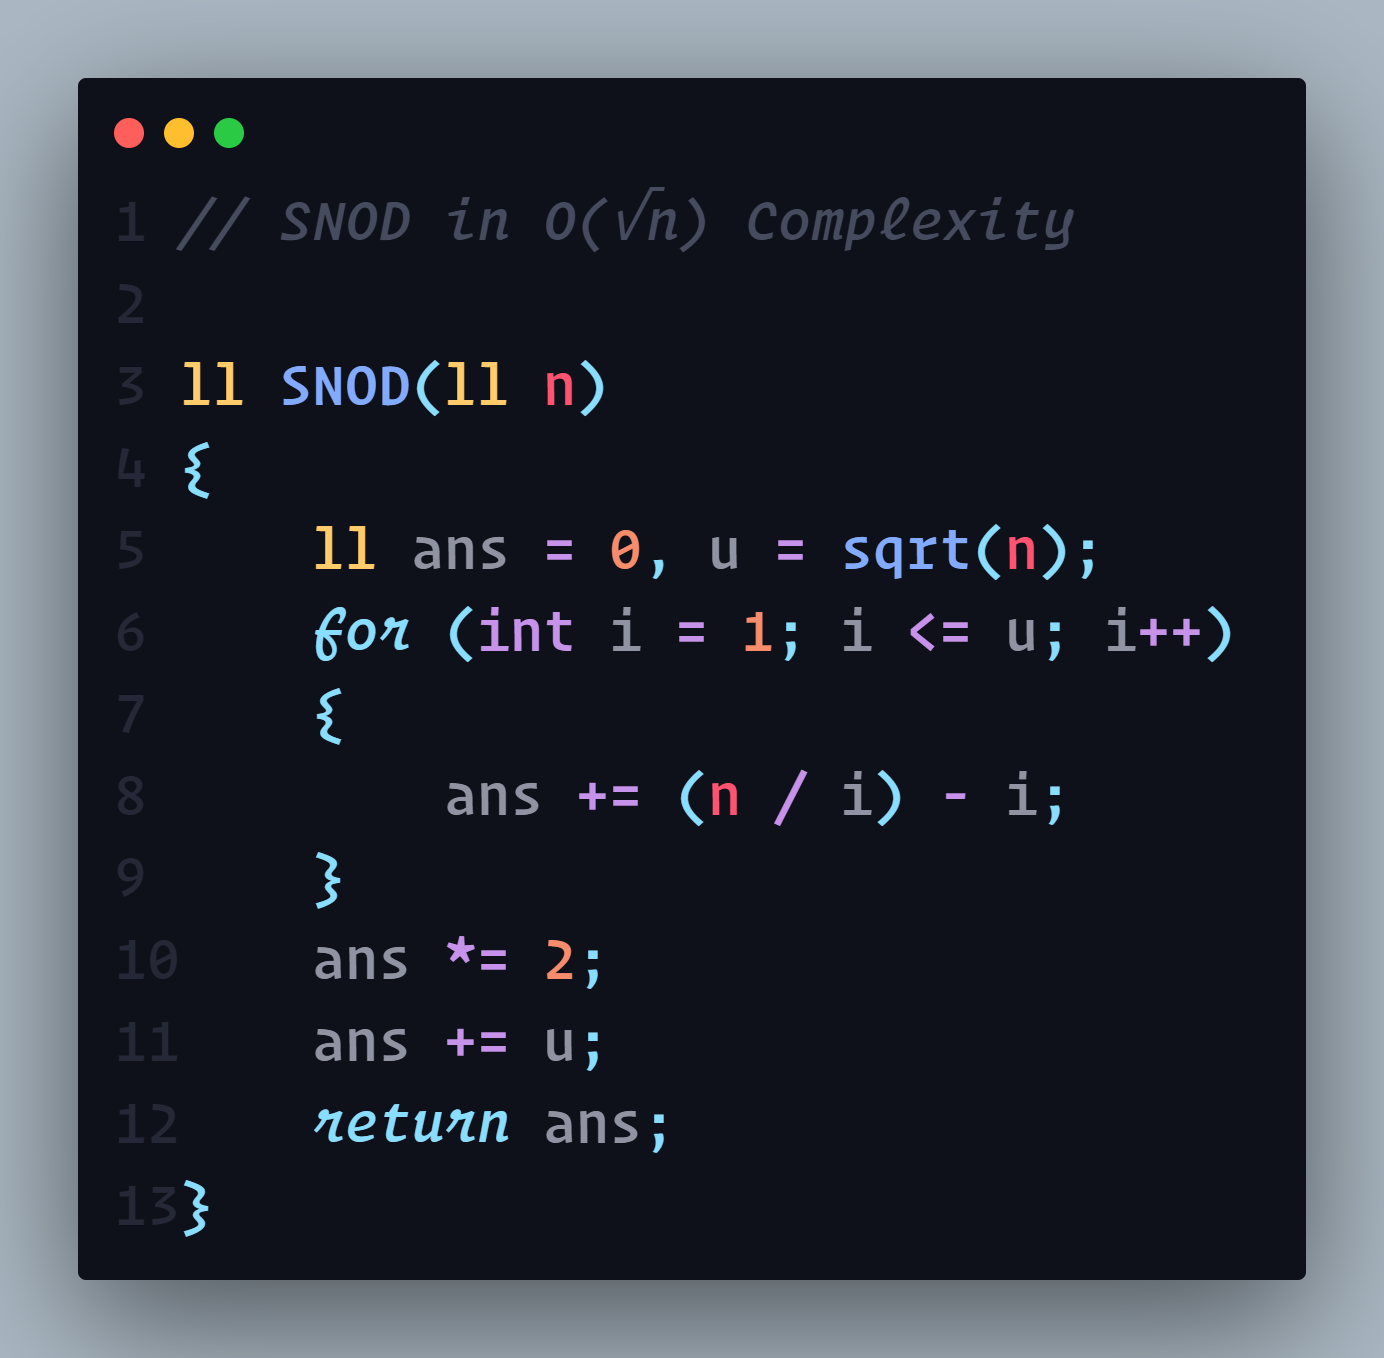 1 // SNOD in O(√n) Complexity
2
3 ll SNOD(ll n)
4 {
5     ll ans = 0, u = sqrt(n);
6     for (int i = 1; i <= u; i++)
7     {
8         ans += (n / i) - i;
9     }
10    ans *= 2;
11    ans += u;
12    return ans;
13}